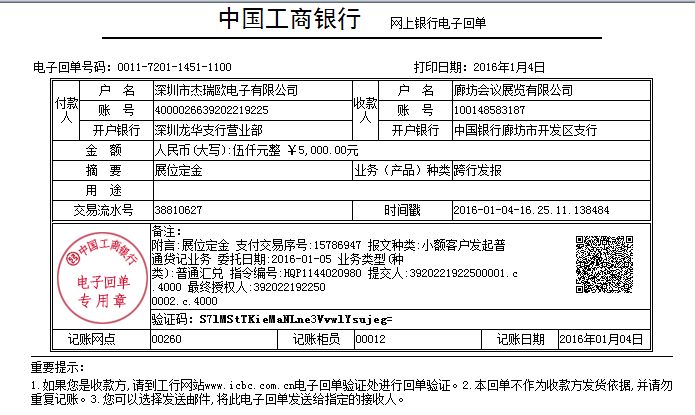 中国工商银行 网上银行电子回单
电子回单号码：0011-7201-1451-1100 打印日期：2016年1月4日
付款人 户 名 深圳市杰瑞欧电子有限公司 收款人 户 名 廊坊会议展览有限公司
账 号 4000026639202219225 账 号 100148583187
开户银行 深圳龙华支行营业部 开户银行 中国银行廊坊市开发区支行
金 额 人民币(大写):伍仟元整 ￥5,000.00元
摘 要 展位定金 业务（产品）种类 跨行发报
用 途
交易流水号 38810627 时间戳 2016-01-04-16.25.11.138484
中国工商银行
电子回单
专用章
备注：
附言:展位定金 支付交易序号:15786947 报文种类:小额客户发起普
通贷记业务 委托日期:2016-01-05 业务类型(种
类):普通汇兑 指令编号:HQP1144020980 提交人:3920221922500001.c
.4000 最终授权人:392022192250
0002.c.4000
验证码：S7lMStTKieMaNLne3VvwlYsujeg=
记账网点 00260 记账柜员 00012 记账日期 2016年01月04日
重要提示：
1.如果您是收款方,请到工行网站www.icbc.com.cn电子回单验证处进行回单验证。2.本回单不作为收款方发货依据,并请勿
重复记账。3.您可以选择发送邮件,将此电子回单发送给指定的接收人。